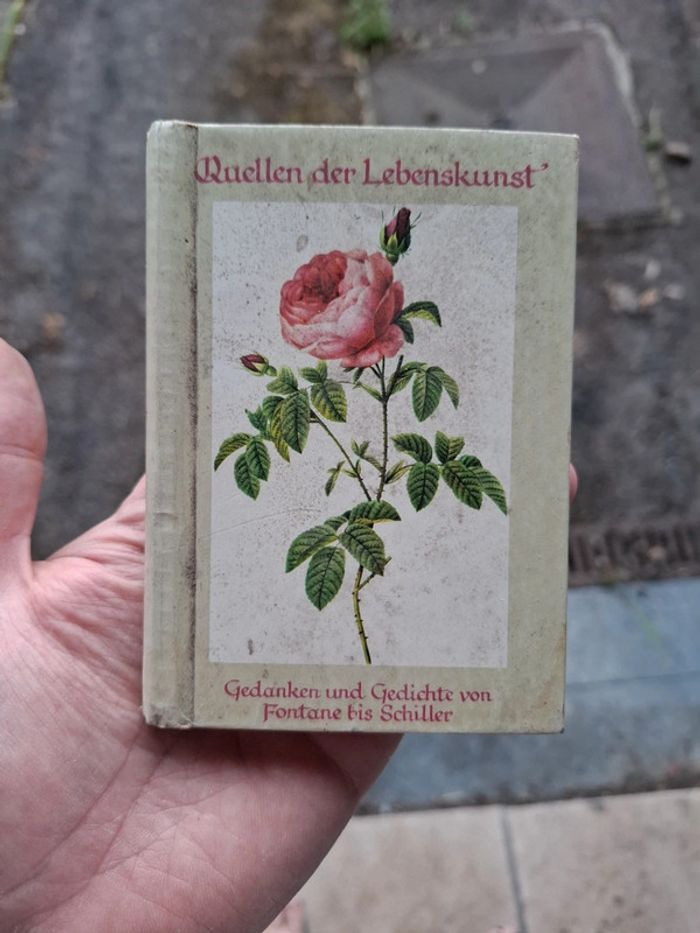 Quellen der Lebenskunst
Gedanken und Gedichte von
Fontane bis Schiller